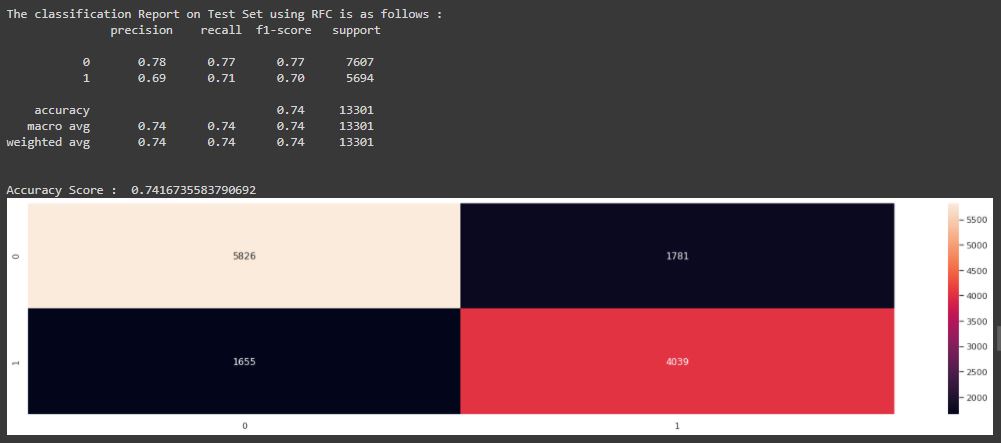 The classification Report on Test Set using RFC is as follows :
precision recall f1-score support
0 0.78 0.77 0.77 7607
1 0.69 0.71 0.70 5694
accuracy 0.74 13301
macro avg 0.74 0.74 0.74 13301
weighted avg 0.74 0.74 0.74 13301
Accuracy Score : 0.7416735583790692
0 5826 1781
1 1655 4039
0 1
5500
5000
4500
4000
3500
3000
2500
2000